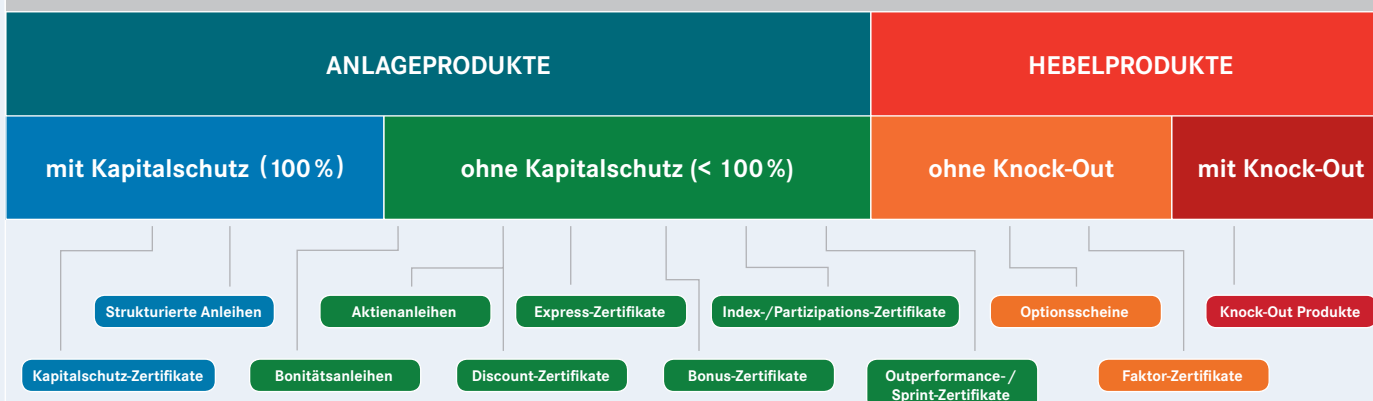 ANLAGEPRODUKTE
HEBELPRODUKTE
mit Kapitalschutz (100 %)
ohne Kapitalschutz (< 100 %)
ohne Knock-Out
mit Knock-Out
Strukturierte Anleihen
Aktienanleihen
Express-Zertifikate
Index-/Partizipations-Zertifikate
Optionsscheine
Knock-Out Produkte
Kapitalschutz-Zertifikate
Bonitätsanleihen
Discount-Zertifikate
Bonus-Zertifikate
Outperformance-/
Sprint-Zertifikate
Faktor-Zertifikate